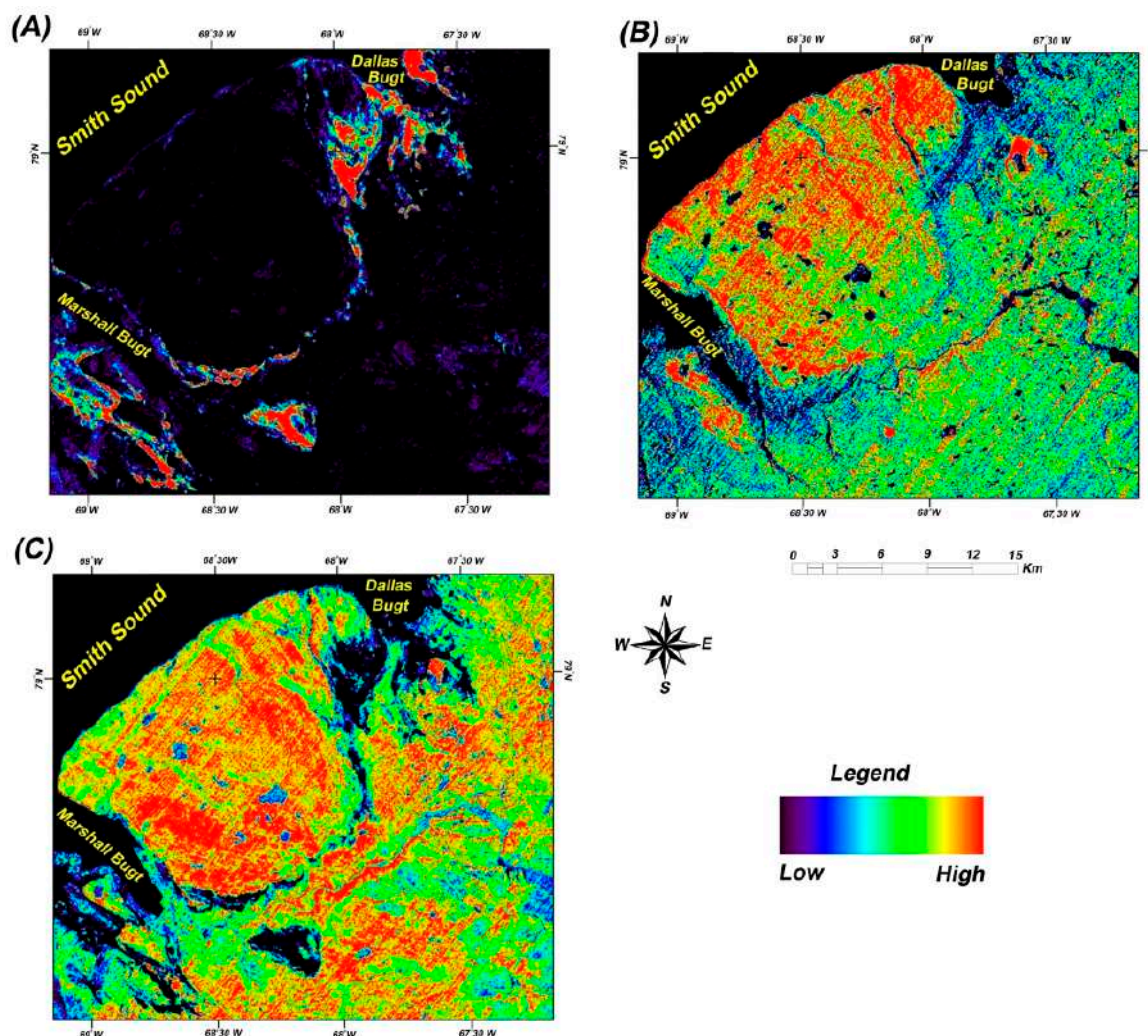 (A)
69°W 68°30 W 68°W 67°30 W
Smith Sound
Dallas
Bugt
79°N 79°N
Marshall Bugt
69°W 68°30 W 68°W 67°30 W
(B)
69°W 68°30 W 68°W 67°30 W
Smith Sound
Dallas
Bugt
79°N
Marshall Bugt
69°W 68°30 W 68°W 67°30 W
(C)
69°W 68°30W 68°W 67°30 W
Smith Sound
Dallas
Bugt
79°N 79°N
Marshall Bugt
69°W 68°30 W 68°W 67°30 W
0 3 6 9 12 15
Km
N
W E
S
Legend
Low High